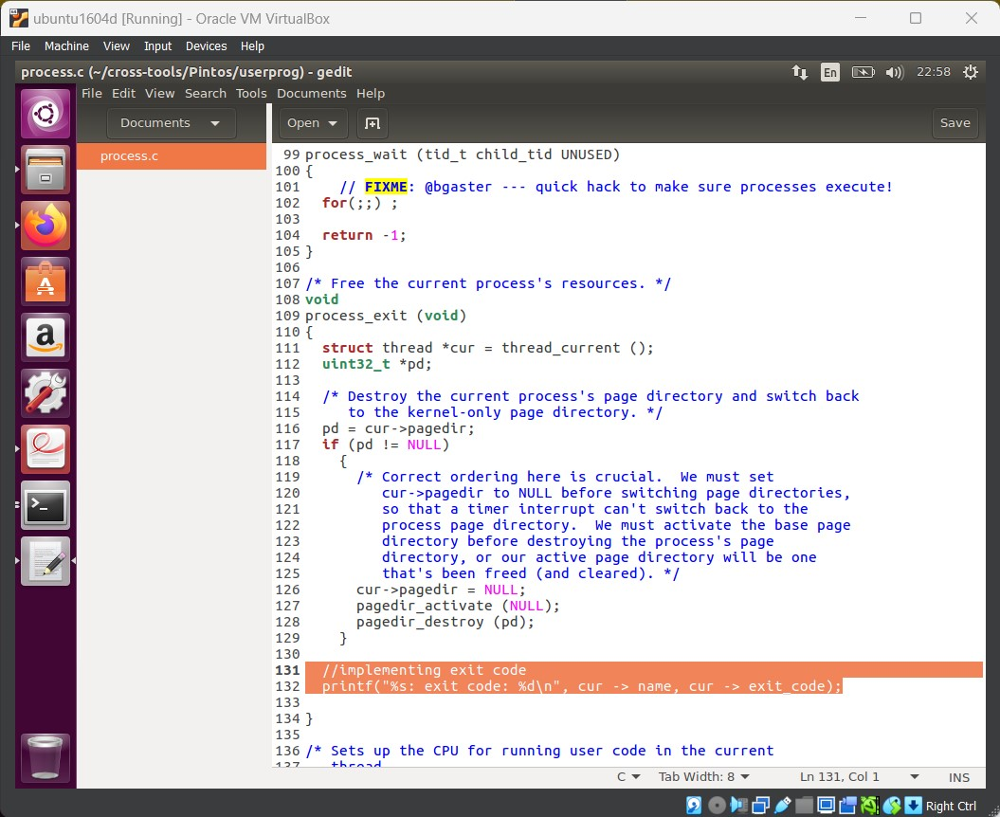 ubuntu1604d [Running] - Oracle VM VirtualBox
File Machine View Input Devices Help
process.c (~/cross-tools/Pintos/userprog) - gedit
En
22:58
File Edit View Search Tools Documents Help
Documents
Open
Save
process.c
99 process_wait (tid_t child_tid UNUSED)
100 {
101     // FIXME: @bgaster --- quick hack to make sure processes execute!
102   for(;;) ;
103
104   return -1;
105 }
106
107 /* Free the current process's resources. */
108 void
109 process_exit (void)
110 {
111   struct thread *cur = thread_current ();
112   uint32_t *pd;
113
114   /* Destroy the current process's page directory and switch back
115      to the kernel-only page directory. */
116   pd = cur->pagedir;
117   if (pd != NULL)
118     {
119       /* Correct ordering here is crucial.  We must set
120          cur->pagedir to NULL before switching page directories,
121          so that a timer interrupt can't switch back to the
122          process page directory.  We must activate the base page
123          directory before destroying the process's page
124          directory, or our active page directory will be one
125          that's been freed (and cleared). */
126       cur->pagedir = NULL;
127       pagedir_activate (NULL);
128       pagedir_destroy (pd);
129     }
130
131   //implementing exit code
132   printf("%s: exit code: %d\n", cur -> name, cur -> exit_code);
133
134 }
135
136 /* Sets up the CPU for running user code in the current
137    thread
C Tab Width: 8 Ln 131, Col 1 INS
Right Ctrl